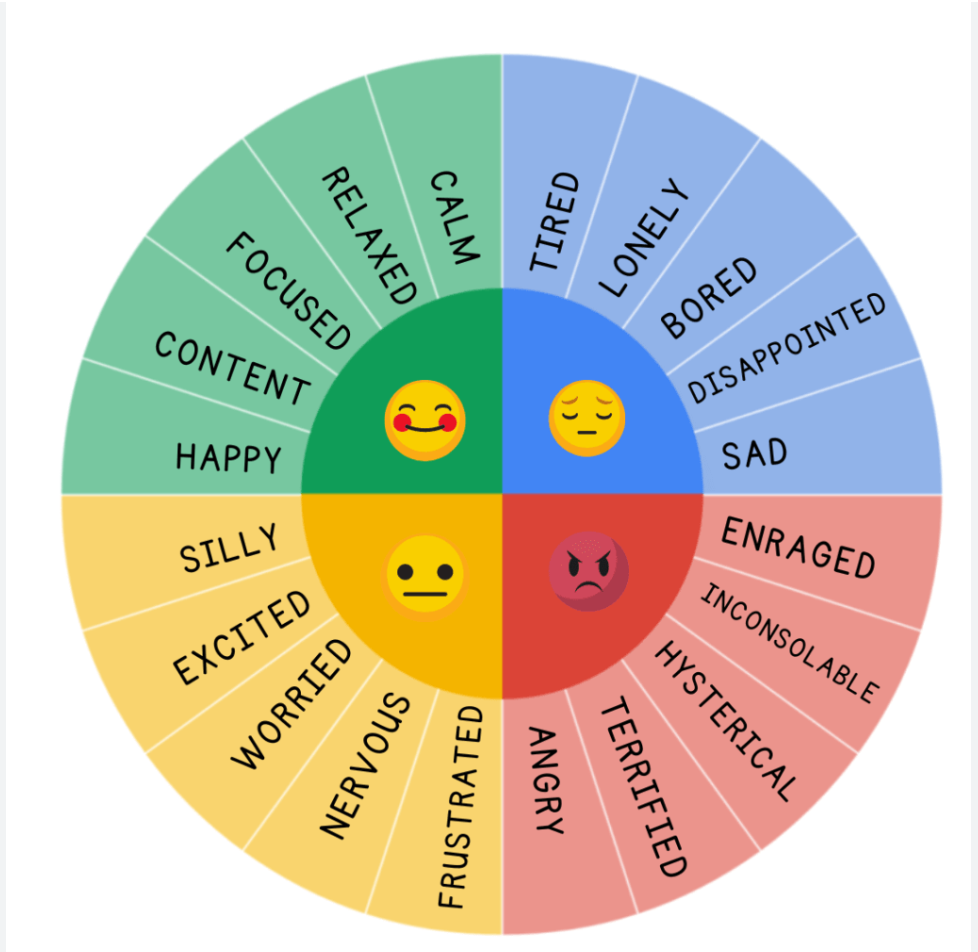 CALM
RELAXED
FOCUSED
CONTENT
HAPPY
TIRED
LONELY
BORED
DISAPPOINTED
SAD
SILLY
EXCITED
WORRIED
NERVOUS
FRUSTRATED
ENRAGED
INCONSOLABLE
HYSTERICAL
TERRIFIED
ANGRY